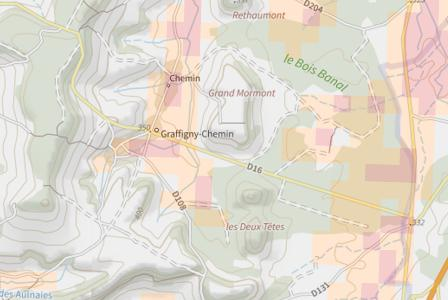 Rethaumont
D204
le Bois Banal
Chemin
Grand Mormont
350
Graffigny-Chemin
D16
D108
400
les Deux Têtes
332
D131
des Aulnaies